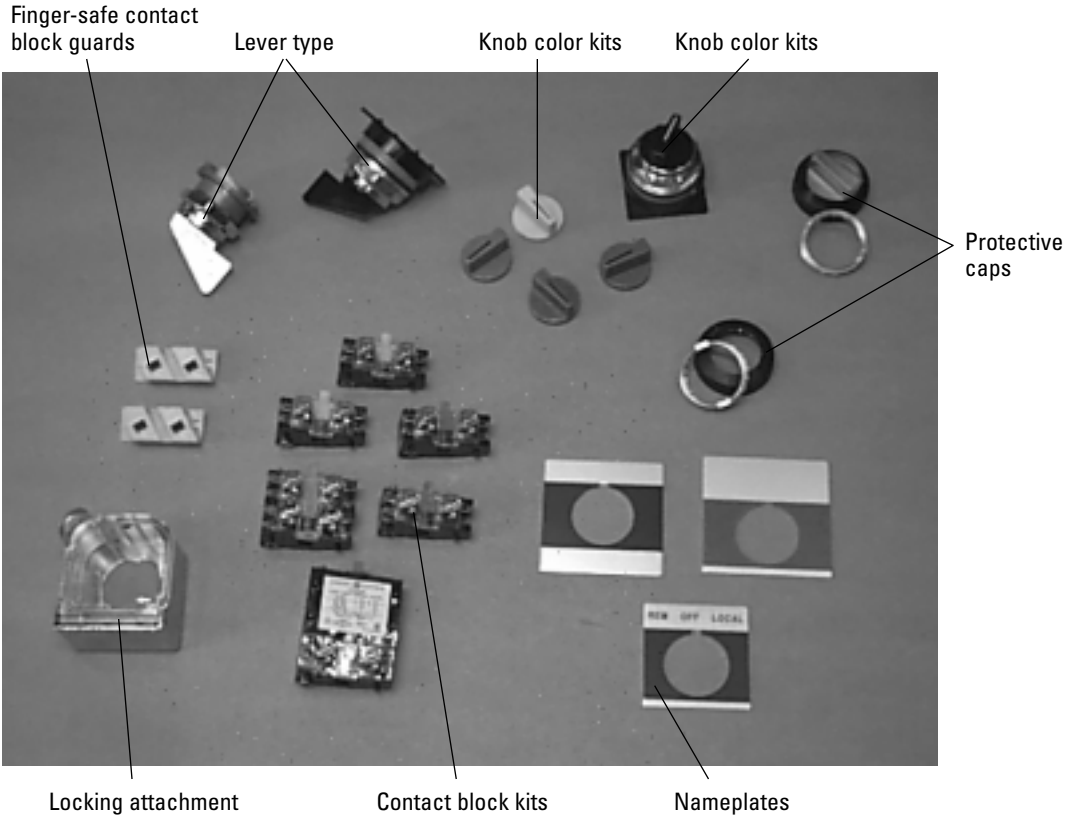 Finger-safe contact
block guards
Lever type
Knob color kits
Knob color kits
Protective
caps
REM OFF LOCAL
Locking attachment
Contact block kits
Nameplates